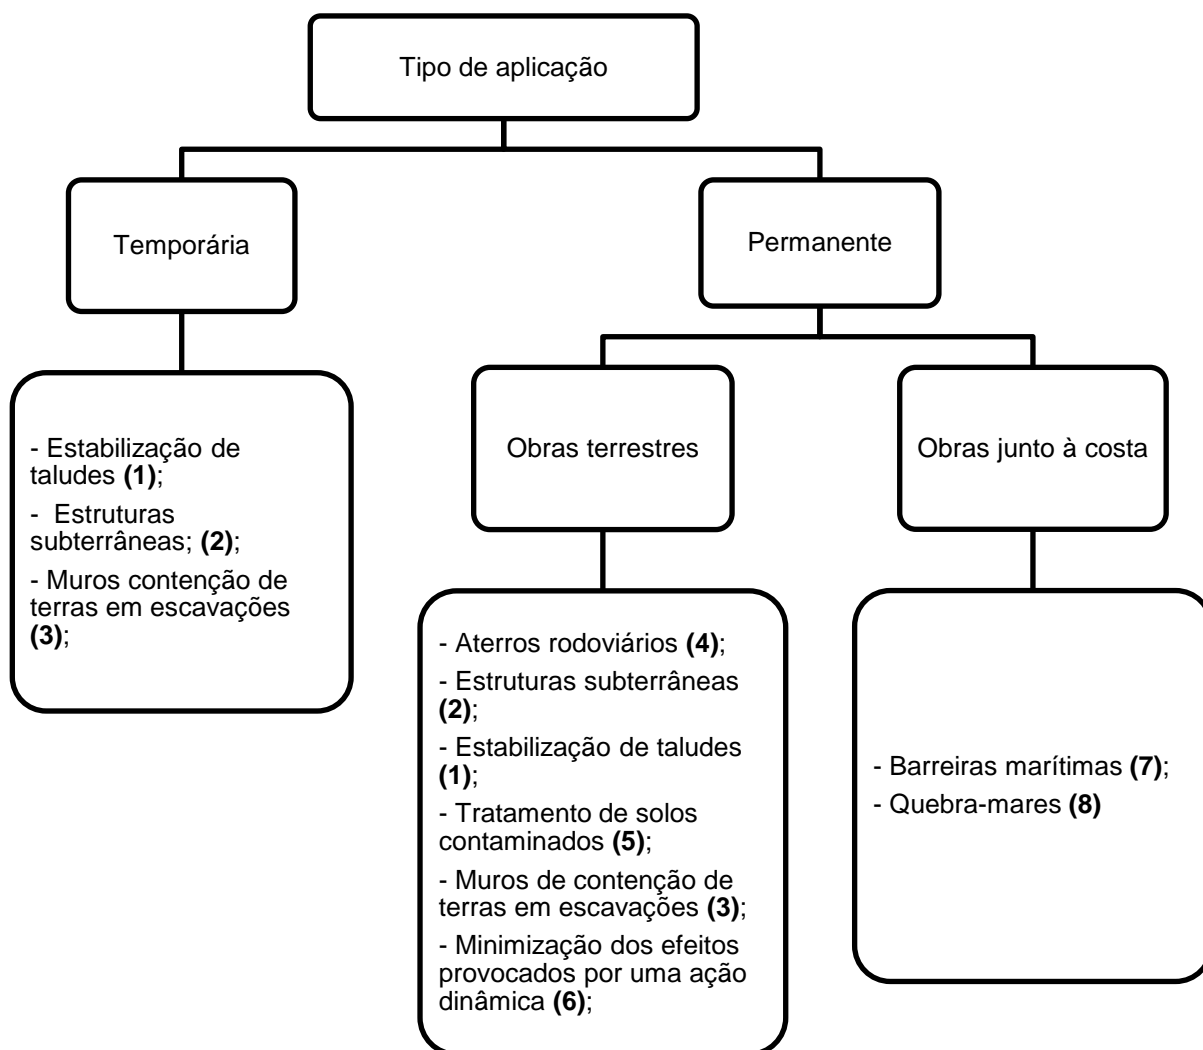 Tipo de aplicação
Temporária
Permanente
- Estabilização de
taludes (1);
- Estruturas
subterrâneas; (2);
- Muros contenção de
terras em escavações
(3);
Obras terrestres
Obras junto à costa
- Aterros rodoviários (4);
- Estruturas subterrâneas
(2);
- Estabilização de taludes
(1);
- Tratamento de solos
contaminados (5);
- Muros de contenção de
terras em escavações (3);
- Minimização dos efeitos
provocados por uma ação
dinâmica (6);
- Barreiras marítimas (7);
- Quebra-mares (8)